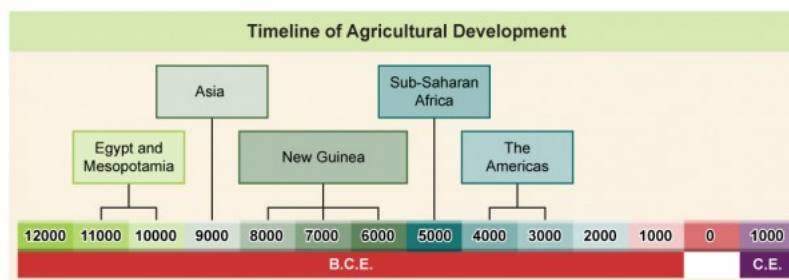 Timeline of Agricultural Development
Asia
Sub-Saharan
Africa
Egypt and
Mesopotamia
New Guinea
The
Americas
12000 11000 10000 9000 8000 7000 6000 5000 4000 3000 2000 1000 0 1000
B.C.E. C.E.